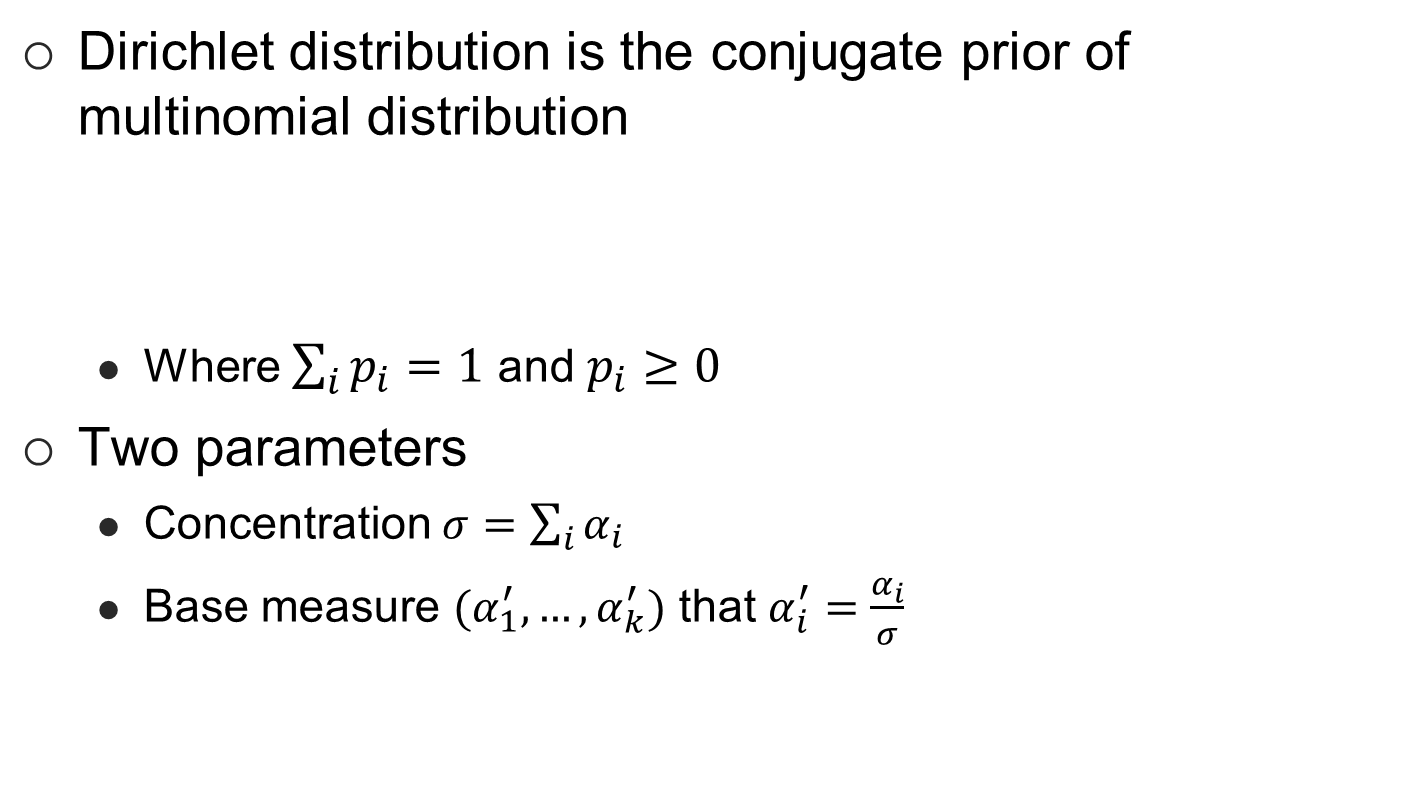 ○ Dirichlet distribution is the conjugate prior of
multinomial distribution
● Where ∑ᵢ 𝑝ᵢ = 1 and 𝑝ᵢ ≥ 0
○ Two parameters
● Concentration 𝜎 = ∑ᵢ 𝛼ᵢ
● Base measure (𝛼′₁, … , 𝛼′ₖ) that 𝛼′ᵢ = 𝛼ᵢ/𝜎